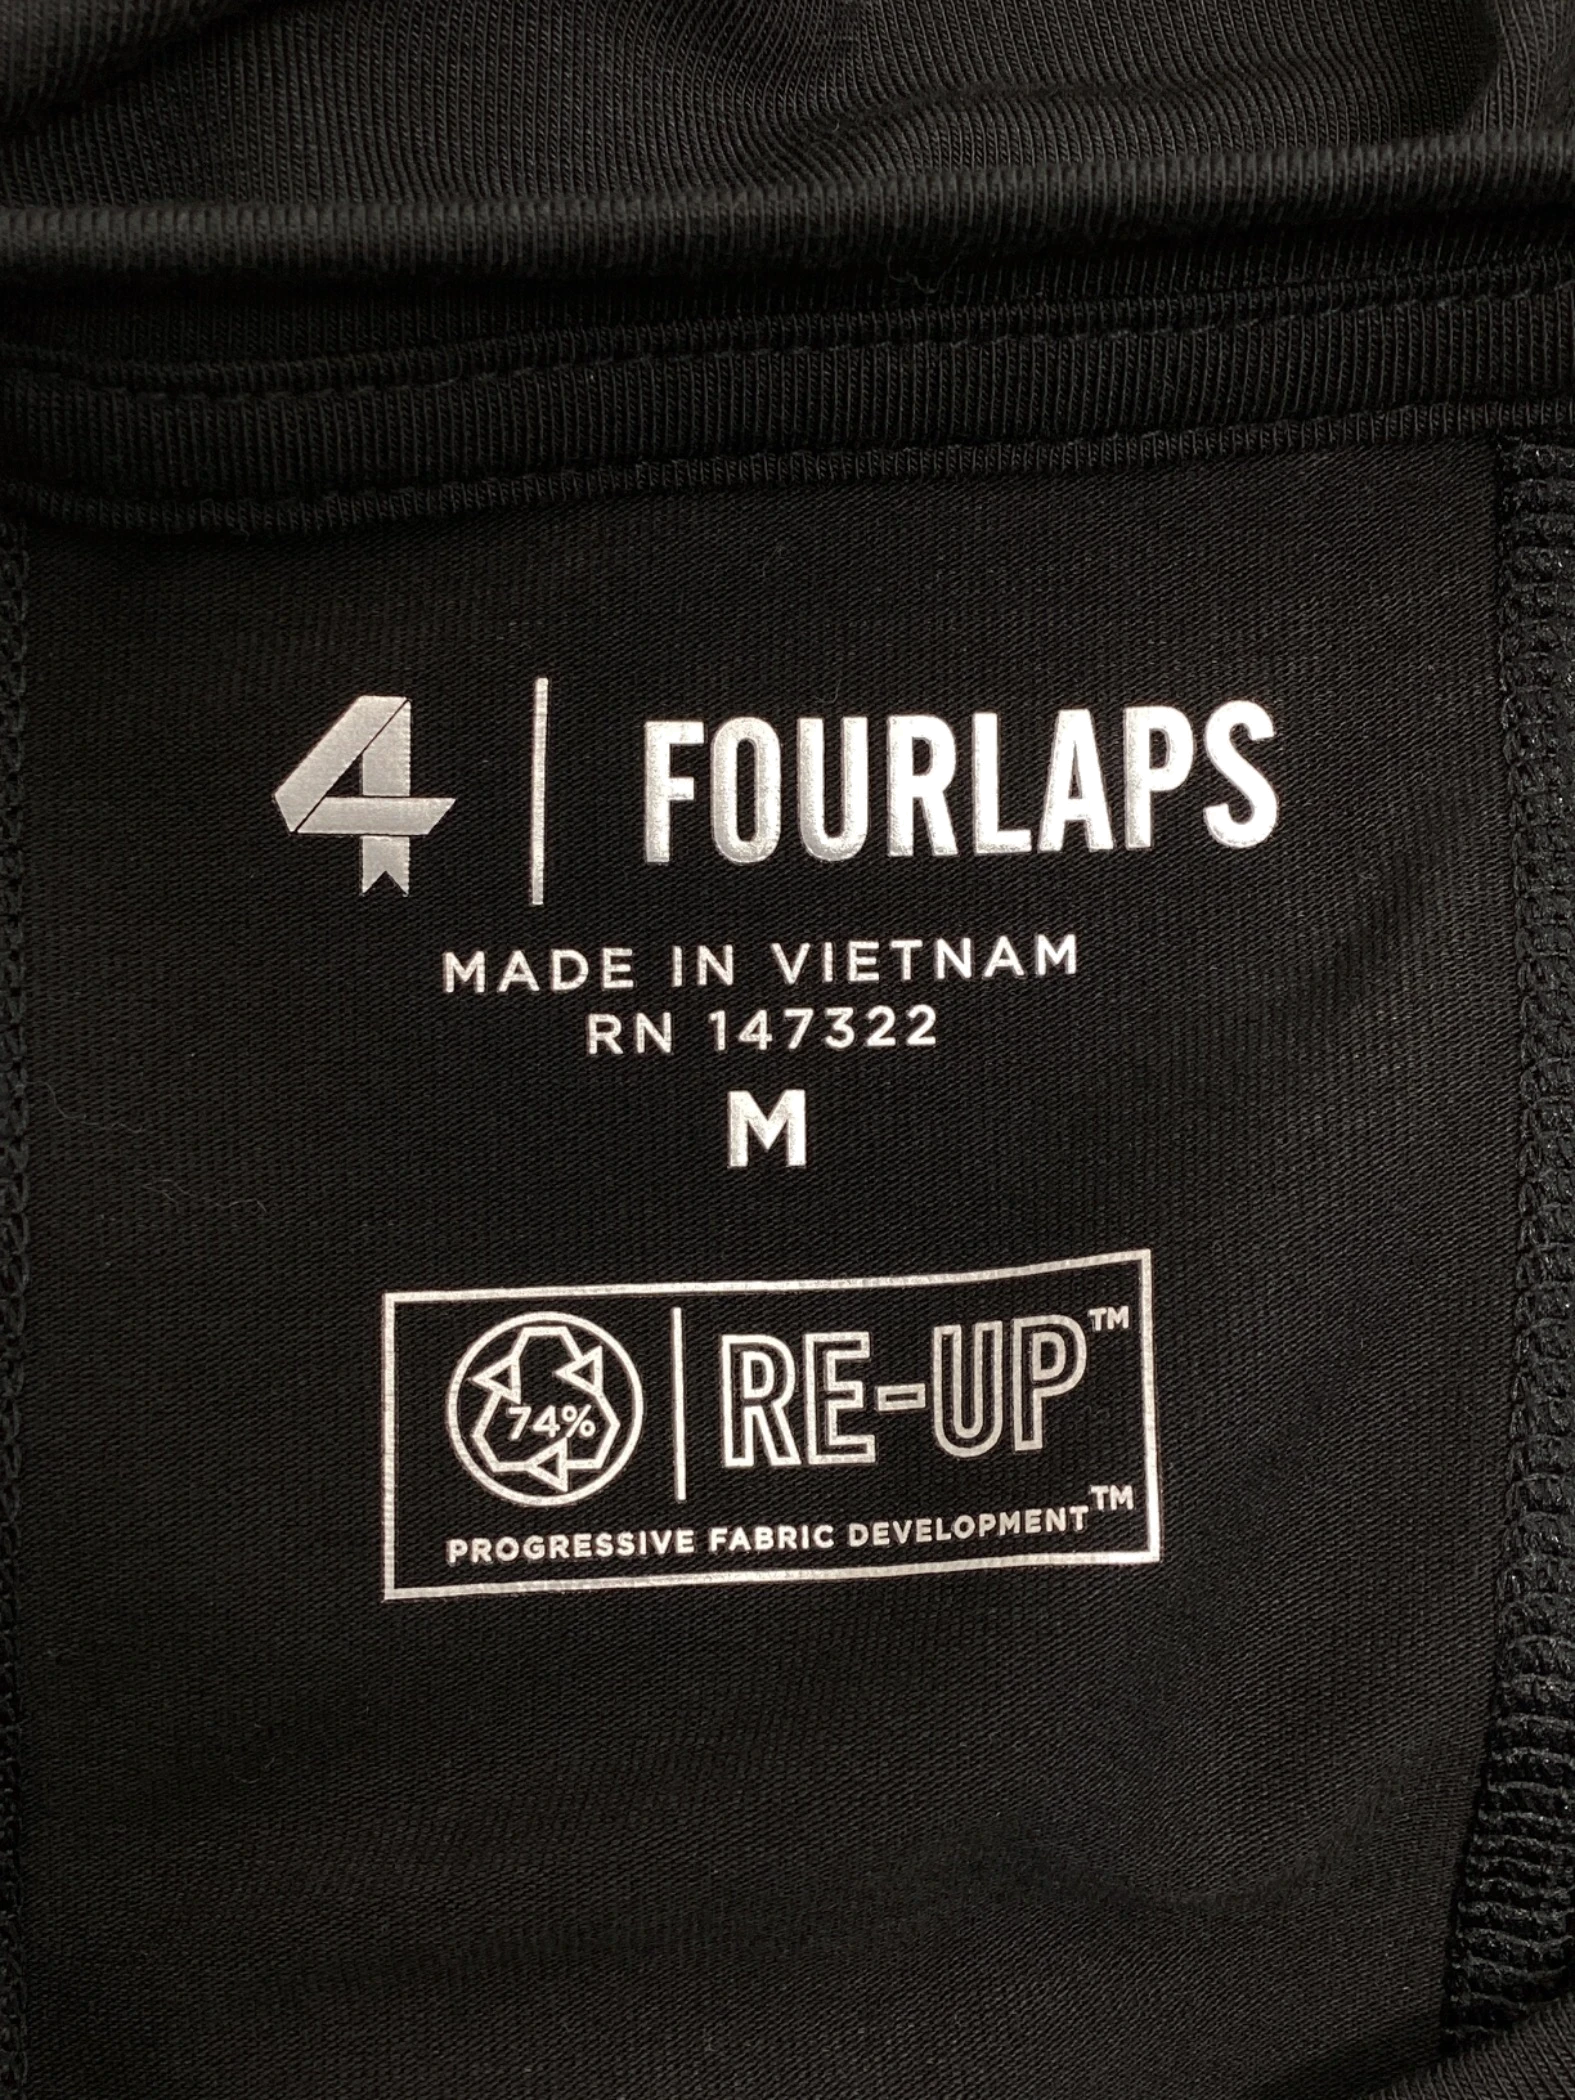 4 | FOURLAPS
MADE IN VIETNAM
RN 147322
M
74% | RE-UP™
PROGRESSIVE FABRIC DEVELOPMENT™